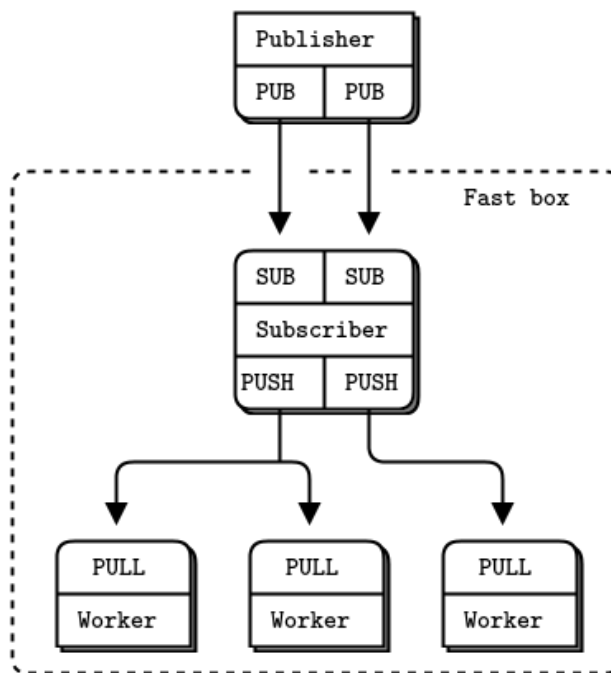 Publisher
PUB PUB
Fast box
SUB SUB
Subscriber
PUSH PUSH
PULL PULL PULL
Worker Worker Worker